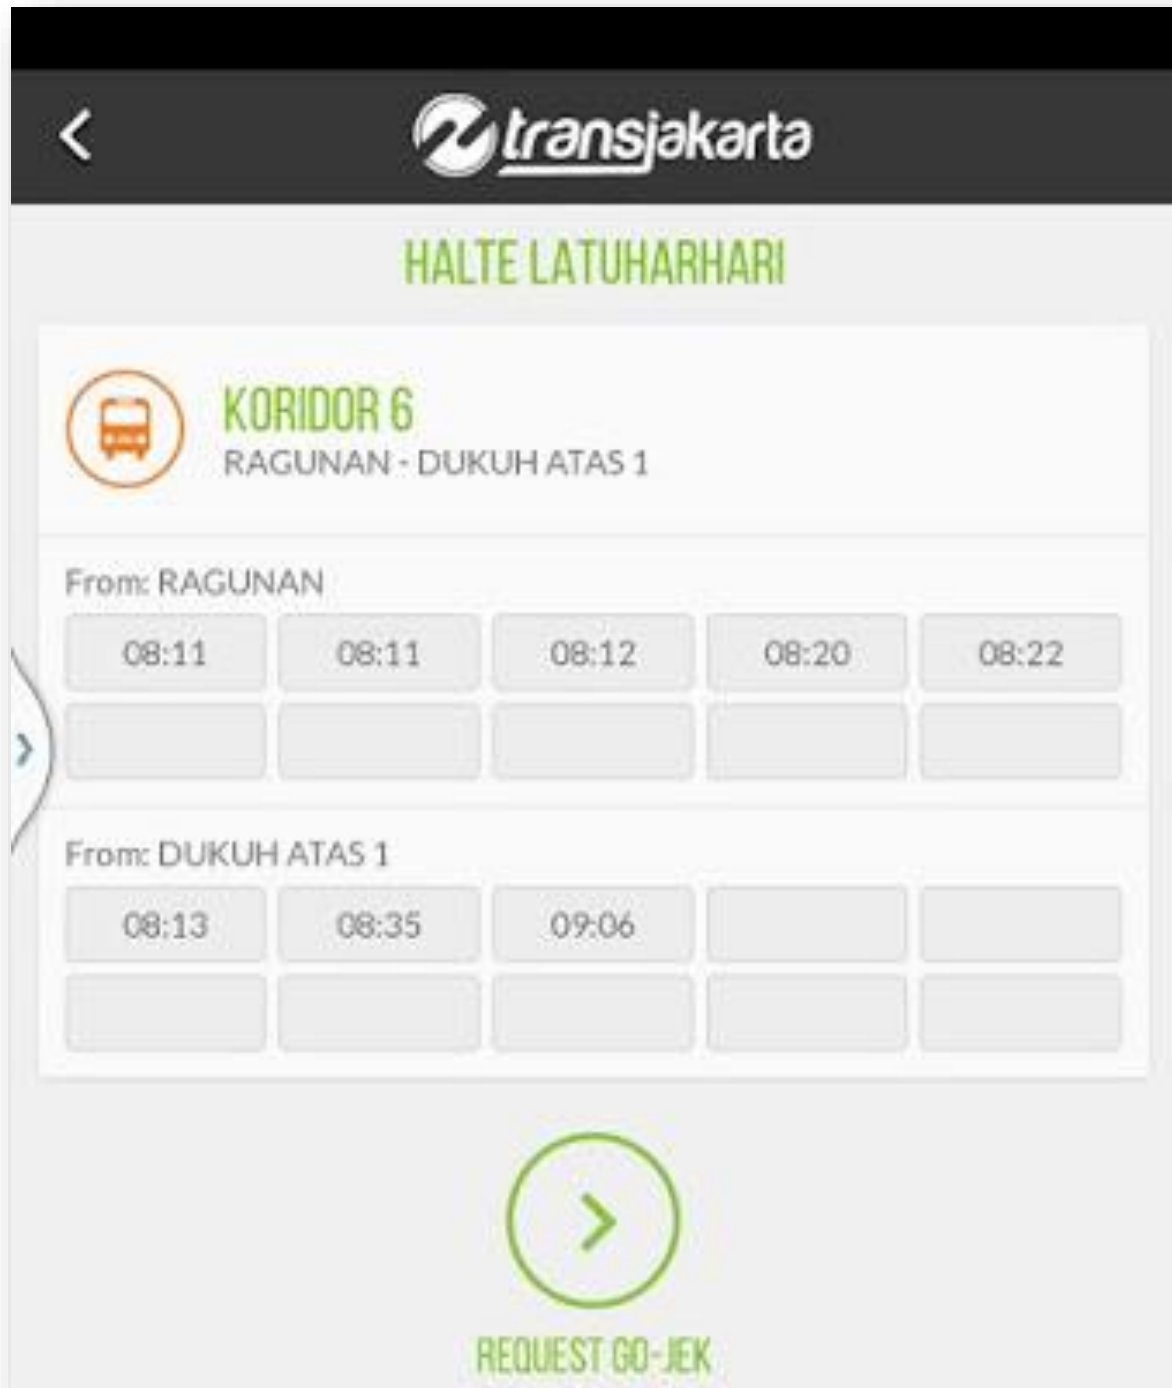 transjakarta
HALTE LATUHARHARI
KORIDOR 6
RAGUNAN - DUKUH ATAS 1
From: RAGUNAN
08:11 08:11 08:12 08:20 08:22
From: DUKUH ATAS 1
08:13 08:35 09:06
REQUEST GO-JEK